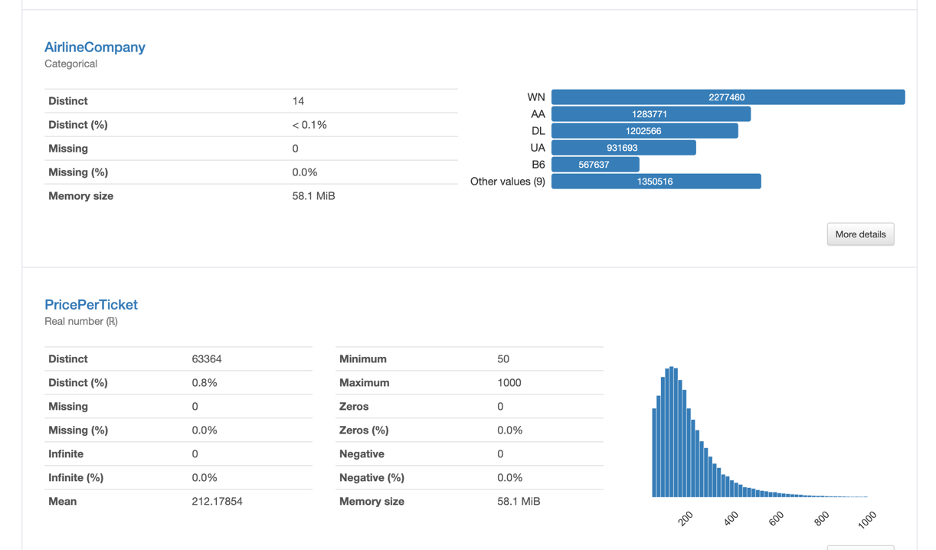 AirlineCompany
Categorical
Distinct 14
Distinct (%) < 0.1%
Missing 0
Missing (%) 0.0%
Memory size 58.1 MiB
WN 2277460
AA 1283771
DL 1202566
UA 931693
B6 567637
Other values (9) 1350516
More details
PricePerTicket
Real number (ℝ)
Distinct 63364
Distinct (%) 0.8%
Missing 0
Missing (%) 0.0%
Infinite 0
Infinite (%) 0.0%
Mean 212.17854
Minimum 50
Maximum 1000
Zeros 0
Zeros (%) 0.0%
Negative 0
Negative (%) 0.0%
Memory size 58.1 MiB
200 400 600 800 1000